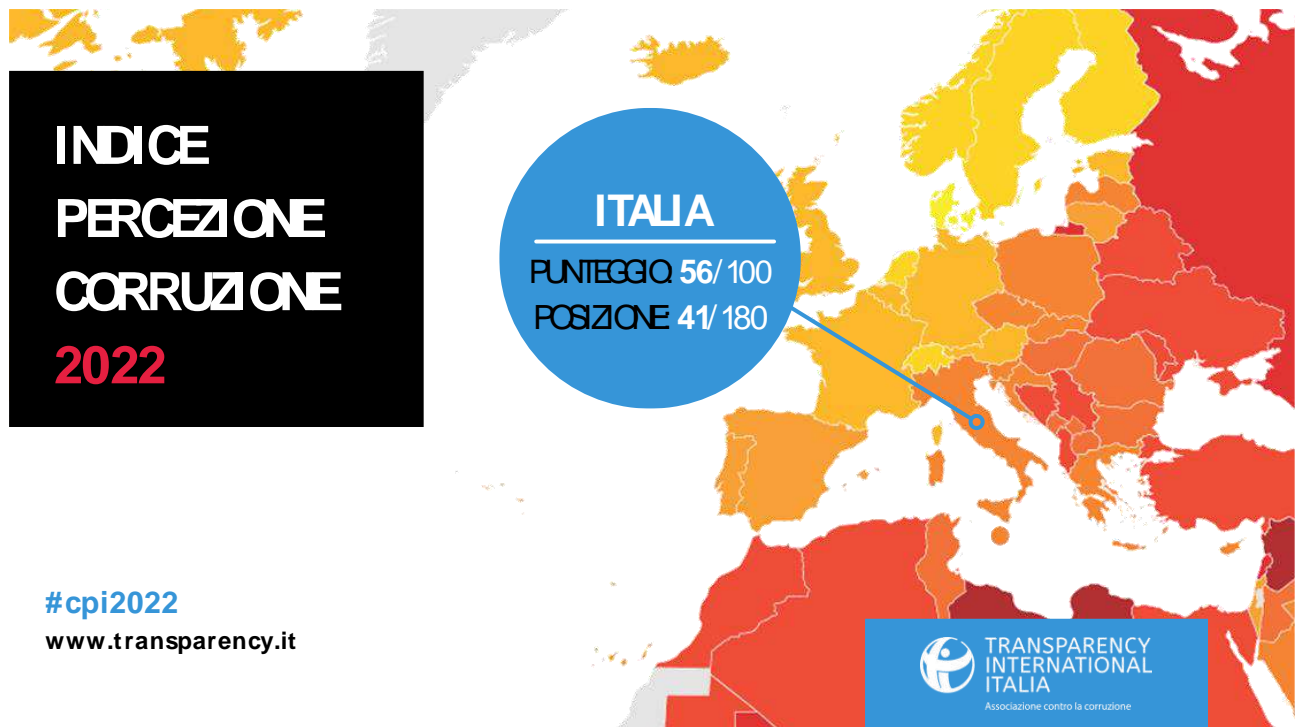 INDICE
PERCEZIONE
CORRUZIONE
2022
ITALIA
PUNTEGGIO: 56/100
POSIZIONE: 41/180
#cpi2022
www.transparency.it
TRANSPARENCY
INTERNATIONAL
ITALIA
Associazione contro la corruzione